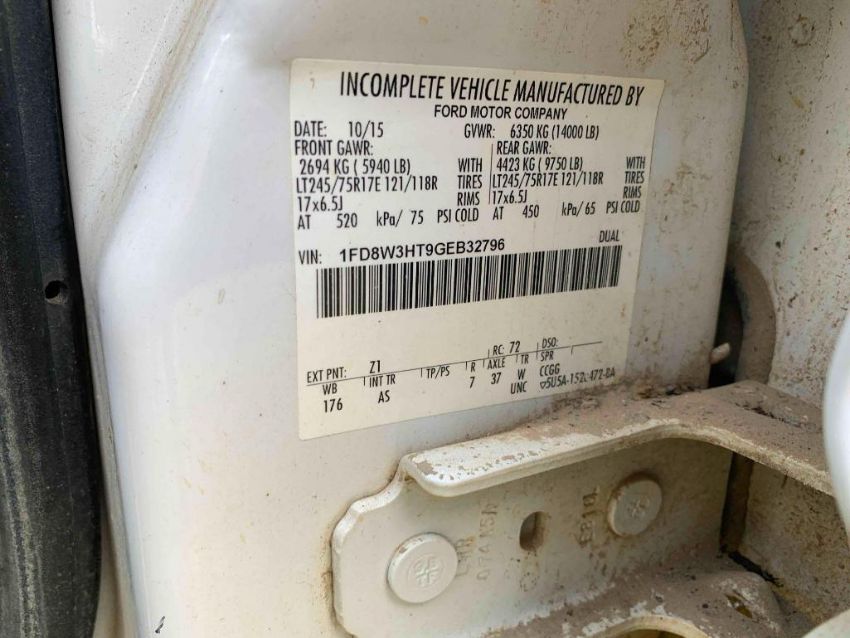 INCOMPLETE VEHICLE MANUFACTURED BY
FORD MOTOR COMPANY
DATE: 10/15 GVWR: 6350 KG (14000 LB)
FRONT GAWR: REAR GAWR:
2694 KG ( 5940 LB) WITH 4423 KG ( 9750 LB) WITH
LT245/75R17E 121/118R TIRES LT245/75R17E 121/118R TIRES
17x6.5J RIMS 17x6.5J RIMS
AT 520 kPa/ 75 PSI COLD AT 450 kPa/ 65 PSI COLD
VIN: 1FD8W3HT9GEB32796 DUAL
EXT PNT: Z1 RC: 72 DSO:
WB INT TR TP/PS R AXLE TR SPR
176 AS 7 37 W CCGG
UNC